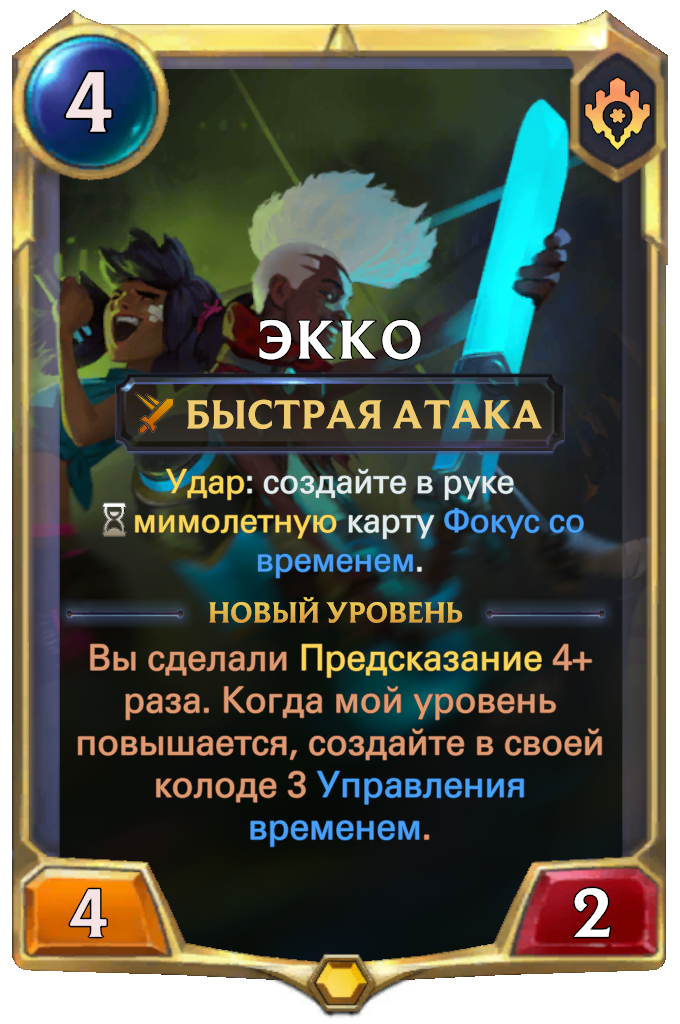 4
ЭККО
БЫСТРАЯ АТАКА
Удар: создайте в руке
мимолетную карту Фокус со
временем.
НОВЫЙ УРОВЕНЬ
Вы сделали Предсказание 4+
раза. Когда мой уровень
повышается, создайте в своей
колоде 3 Управления
временем.
4
2